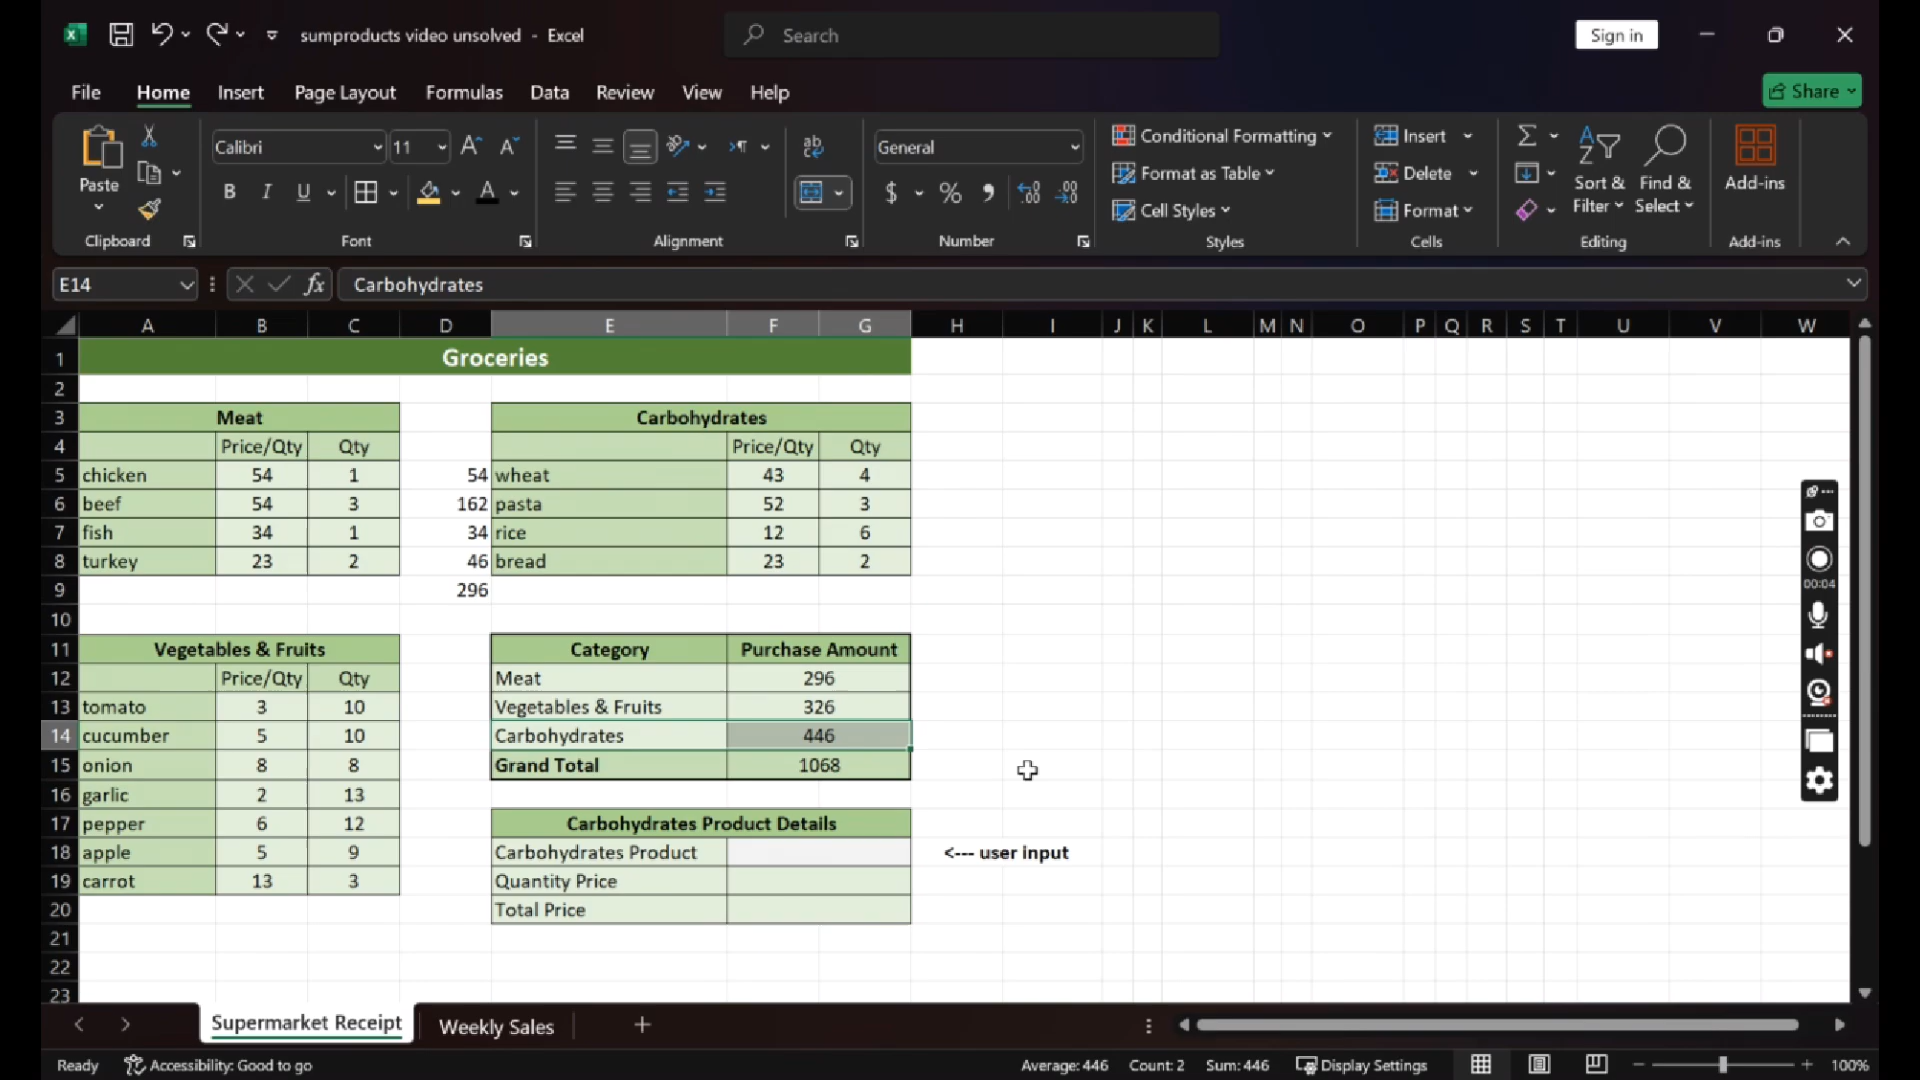 sumproducts video unsolved - Excel
Search
Sign in
File Home Insert Page Layout Formulas Data Review View Help
Share
Paste
Calibri 11
B I U A
General
$ % ,
Conditional Formatting
Format as Table
Cell Styles
Insert
Delete
Format
Sort & Filter
Find & Select
Add-ins
Clipboard Font Alignment Number Styles Cells Editing Add-ins
E14 fx Carbohydrates
A B C D E F G H I J K L M N O P Q R S T U V W
1 Groceries
2
3 Meat Carbohydrates
4 Price/Qty Qty Price/Qty Qty
5 chicken 54 1 54 wheat 43 4
6 beef 54 3 162 pasta 52 3
7 fish 34 1 34 rice 12 6
8 turkey 23 2 46 bread 23 2
9 296
10
11 Vegetables & Fruits Category Purchase Amount
12 Price/Qty Qty Meat 296
13 tomato 3 10 Vegetables & Fruits 326
14 cucumber 5 10 Carbohydrates 446
15 onion 8 8 Grand Total 1068
16 garlic 2 13
17 pepper 6 12 Carbohydrates Product Details
18 apple 5 9 Carbohydrates Product <--- user input
19 carrot 13 3 Quantity Price
20 Total Price
21
22
23
00:04
Supermarket Receipt Weekly Sales +
Ready Accessibility: Good to go Average: 446 Count: 2 Sum: 446 Display Settings 100%